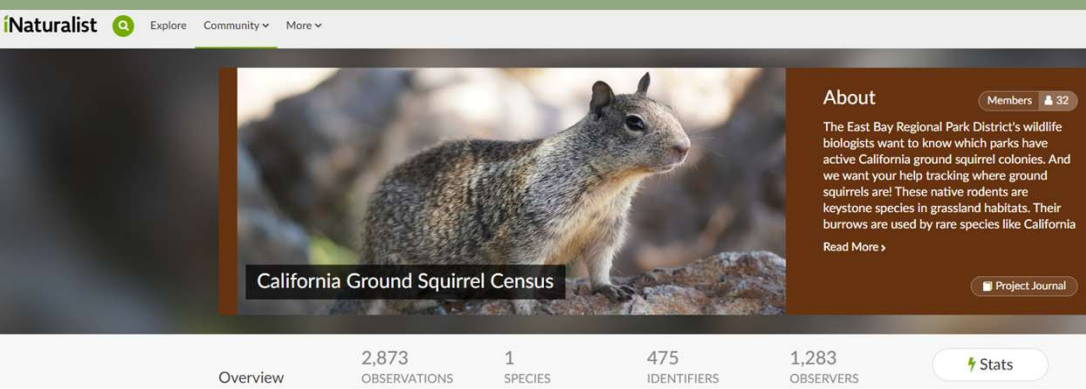 iNaturalist Explore Community More
About
Members 32
The East Bay Regional Park District's wildlife
biologists want to know which parks have
active California ground squirrel colonies. And
we want your help tracking where ground
squirrels are! These native rodents are
keystone species in grassland habitats. Their
burrows are used by rare species like California
Read More
California Ground Squirrel Census
Project Journal
Overview
2,873
OBSERVATIONS
1
SPECIES
475
IDENTIFIERS
1,283
OBSERVERS
Stats